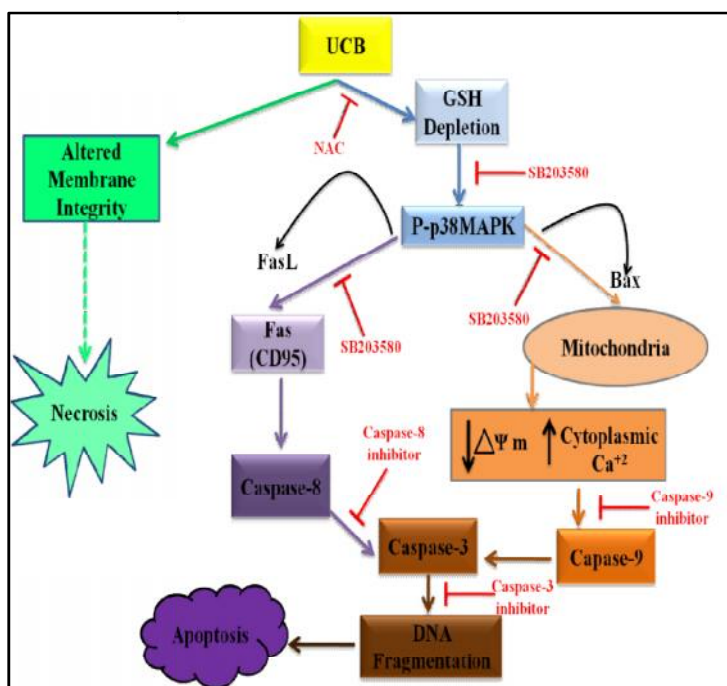 UCB
GSH
Depletion
NAC
Altered
Membrane
Integrity
SB203580
P-p38MAPK
FasL
Bax
SB203580
SB203580
Fas
(CD95)
Mitochondria
Necrosis
Caspase-8
inhibitor
↓ΔΨ m ↑ Cytoplasmic
Ca⁺²
Caspase-8
Caspase-9
inhibitor
Caspase-3
Capase-9
Caspase-3
inhibitor
Apoptosis
DNA
Fragmentation